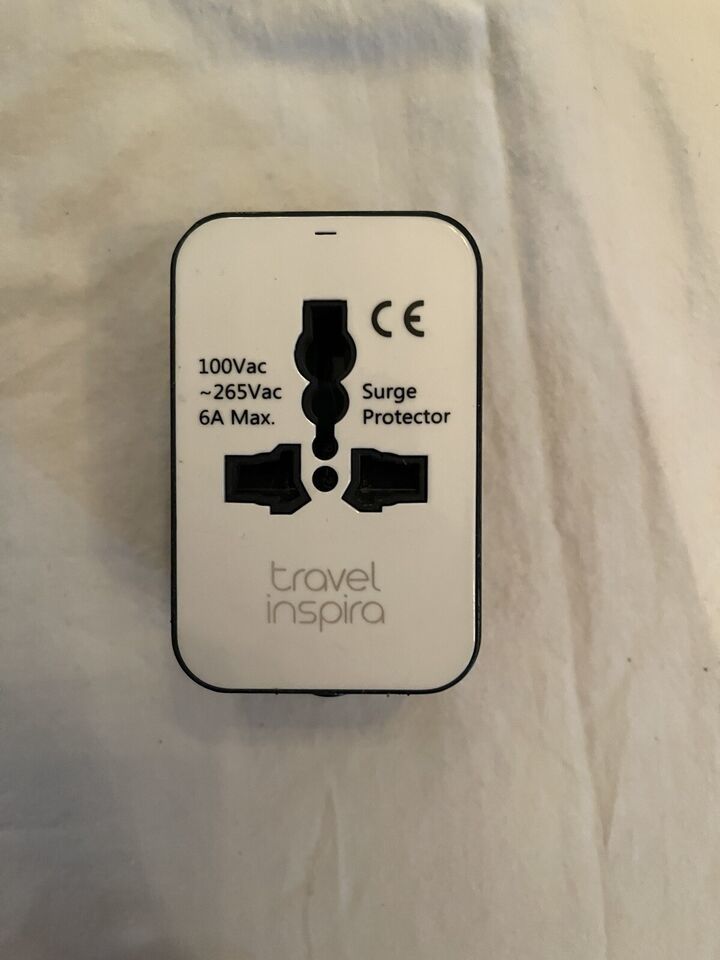 CE
100Vac
~265Vac
6A Max.
Surge
Protector
travel
inspira